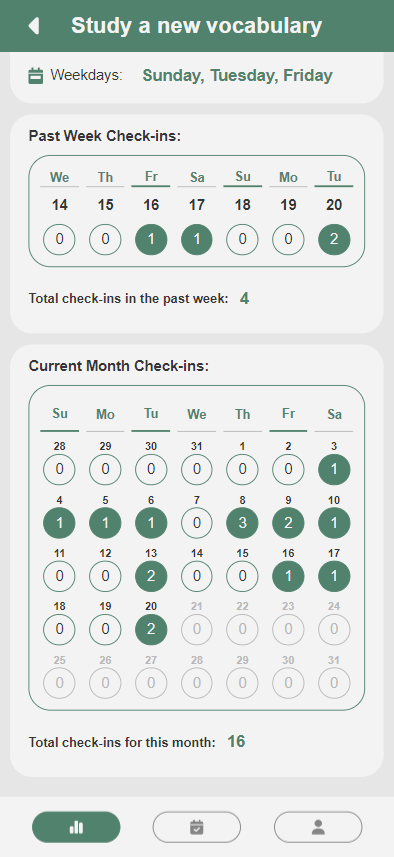 Study a new vocabulary
Weekdays: Sunday, Tuesday, Friday
Past Week Check-ins:
We Th Fr Sa Su Mo Tu
14 15 16 17 18 19 20
0 0 1 1 0 0 2
Total check-ins in the past week: 4
Current Month Check-ins:
Su Mo Tu We Th Fr Sa
28 29 30 31 1 2 3
0 0 0 0 0 0 1
4 5 6 7 8 9 10
1 1 1 0 3 2 1
11 12 13 14 15 16 17
0 0 2 0 0 1 1
18 19 20 21 22 23 24
0 0 2 0 0 0 0
25 26 27 28 29 30 31
0 0 0 0 0 0 0
Total check-ins for this month: 16